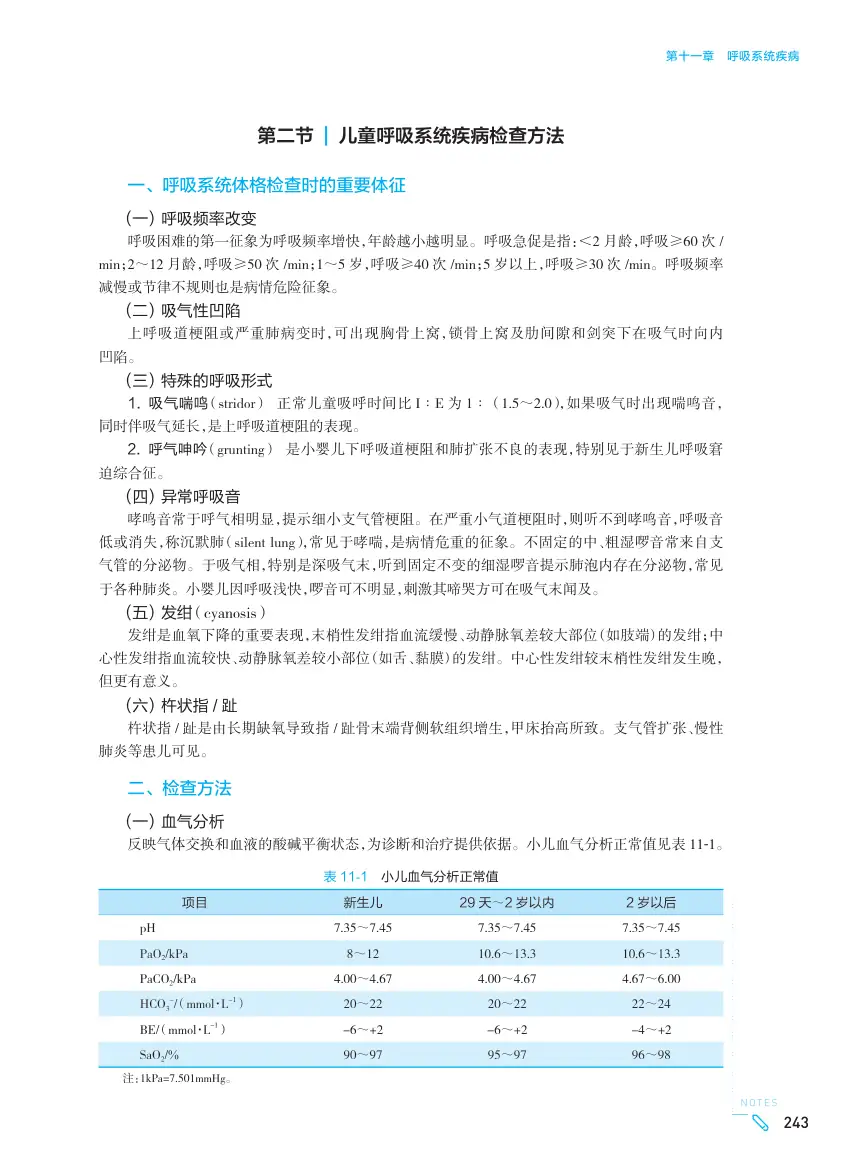 第十一章 呼吸系统疾病
第二节 | 儿童呼吸系统疾病检查方法
一、呼吸系统体格检查时的重要体征
（一）呼吸频率改变
呼吸困难的第一征象为呼吸频率增快，年龄越小越明显。呼吸急促是指：＜2 月龄，呼吸≥60 次 /
min；2～12 月龄，呼吸≥50 次 /min；1～5 岁，呼吸≥40 次 /min；5 岁以上，呼吸≥30 次 /min。呼吸频率
减慢或节律不规则也是病情危险征象。
（二）吸气性凹陷
上呼吸道梗阻或严重肺病变时，可出现胸骨上窝，锁骨上窝及肋间隙和剑突下在吸气时向内
凹陷。
（三）特殊的呼吸形式
1. 吸气喘鸣（stridor） 正常儿童吸呼时间比 I∶E 为 1∶（1.5～2.0），如果吸气时出现喘鸣音，
同时伴吸气延长，是上呼吸道梗阻的表现。
2. 呼气呻吟（grunting） 是小婴儿下呼吸道梗阻和肺扩张不良的表现，特别见于新生儿呼吸窘
迫综合征。
（四）异常呼吸音
哮鸣音常于呼气相明显，提示细小支气管梗阻。在严重小气道梗阻时，则听不到哮鸣音，呼吸音
低或消失，称沉默肺（silent lung），常见于哮喘，是病情危重的征象。不固定的中、粗湿啰音常来自支
气管的分泌物。于吸气相，特别是深吸气末，听到固定不变的细湿啰音提示肺泡内存在分泌物，常见
于各种肺炎。小婴儿因呼吸浅快，啰音可不明显，刺激其啼哭方可在吸气末闻及。
（五）发绀（cyanosis）
发绀是血氧下降的重要表现，末梢性发绀指血流缓慢、动静脉氧差较大部位（如肢端）的发绀；中
心性发绀指血流较快、动静脉氧差较小部位（如舌、黏膜）的发绀。中心性发绀较末梢性发绀发生晚，
但更有意义。
（六）杵状指 / 趾
杵状指 / 趾是由长期缺氧导致指 / 趾骨末端背侧软组织增生，甲床抬高所致。支气管扩张、慢性
肺炎等患儿可见。
二、检查方法
（一）血气分析
反映气体交换和血液的酸碱平衡状态，为诊断和治疗提供依据。小儿血气分析正常值见表 11-1。
表 11-1 小儿血气分析正常值
项目 新生儿 29 天～2 岁以内 2 岁以后
pH 7.35～7.45 7.35～7.45 7.35～7.45
PaO₂/kPa 8～12 10.6～13.3 10.6～13.3
PaCO₂/kPa 4.00～4.67 4.00～4.67 4.67～6.00
HCO₃⁻/（mmol·L⁻¹） 20～22 20～22 22～24
BE/（mmol·L⁻¹） −6～+2 −6～+2 −4～+2
SaO₂/% 90～97 95～97 96～98
注：1kPa=7.501mmHg。
NOTES
243